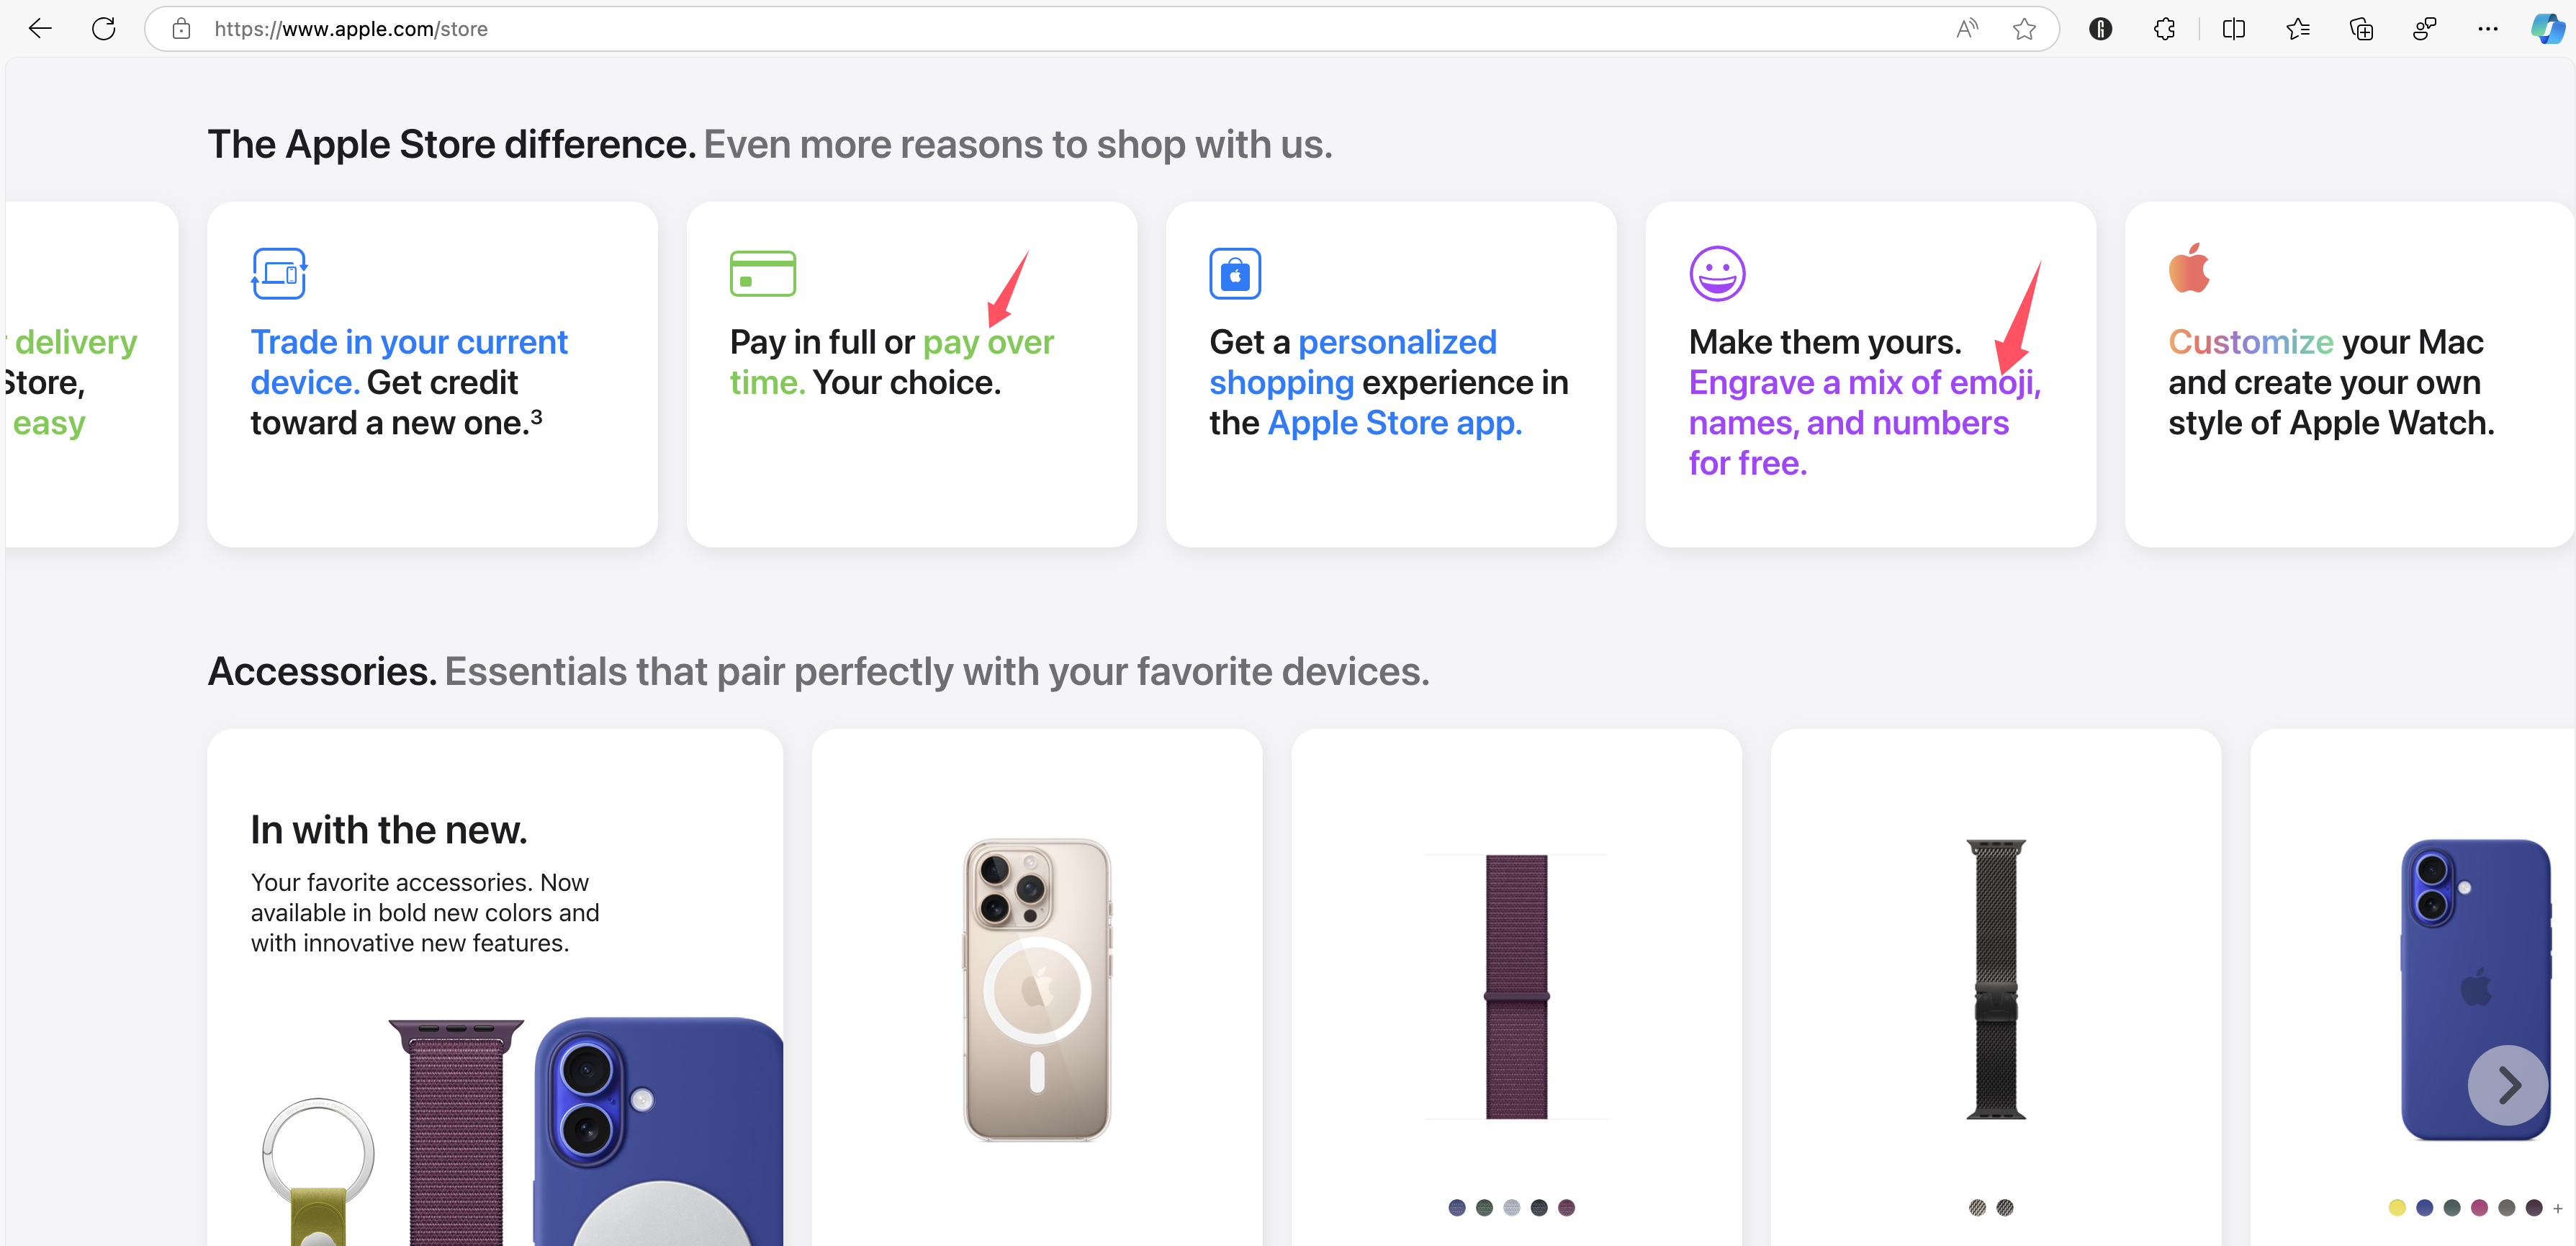 https://www.apple.com/store
The Apple Store difference. Even more reasons to shop with us.
delivery
Store,
easy
Trade in your current
device. Get credit
toward a new one.³
Pay in full or pay over
time. Your choice.
Get a personalized
shopping experience in
the Apple Store app.
Make them yours.
Engrave a mix of emoji,
names, and numbers
for free.
Customize your Mac
and create your own
style of Apple Watch.
Accessories. Essentials that pair perfectly with your favorite devices.
In with the new.
Your favorite accessories. Now
available in bold new colors and
with innovative new features.
+